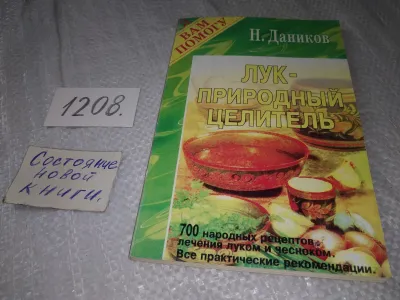 1208.
Состояние
новой
книги.
ВАМ
ПОМОГУ
Н. Даников
ЛУК -
ПРИРОДНЫЙ
ЦЕЛИТЕЛЬ
700 народных рецептов
лечения луком и чесноком.
Все практические рекомендации.